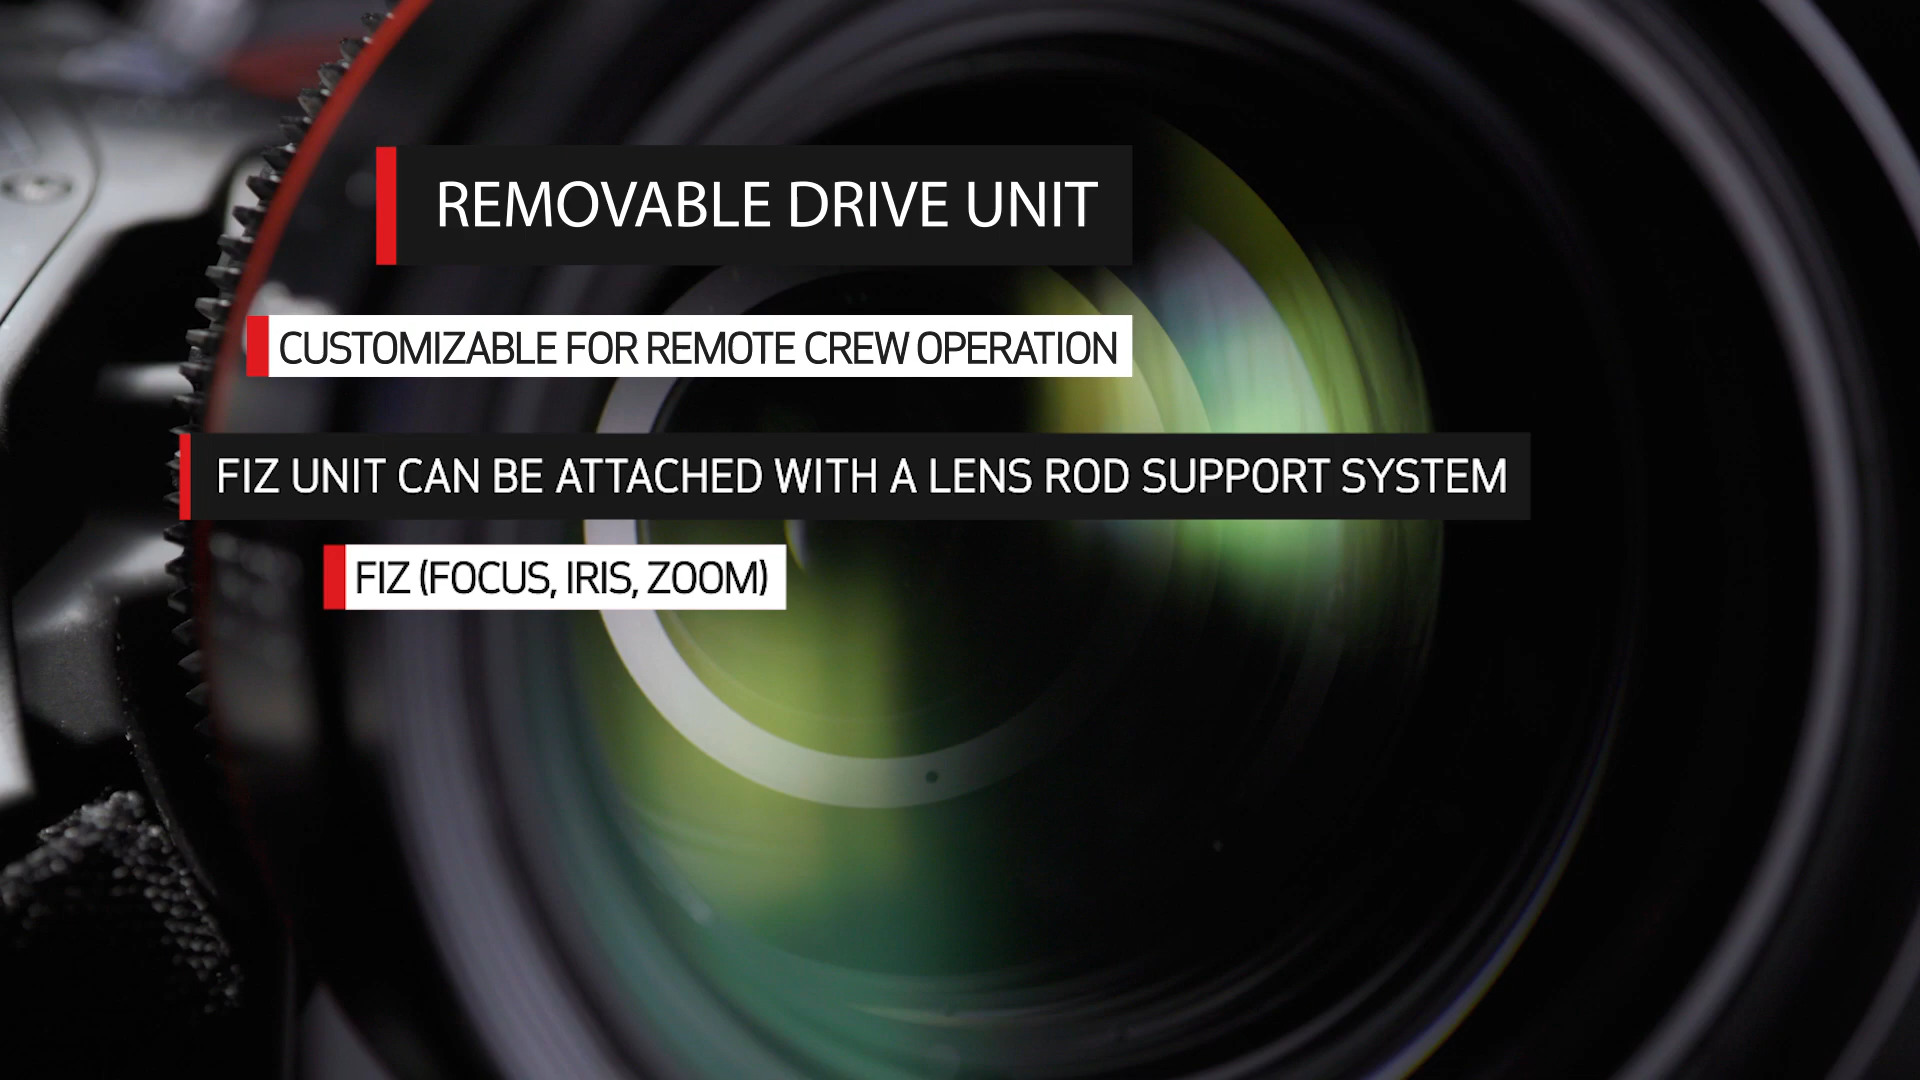 REMOVABLE DRIVE UNIT
CUSTOMIZABLE FOR REMOTE CREW OPERATION
FIZ UNIT CAN BE ATTACHED WITH A LENS ROD SUPPORT SYSTEM
FIZ (FOCUS, IRIS, ZOOM)